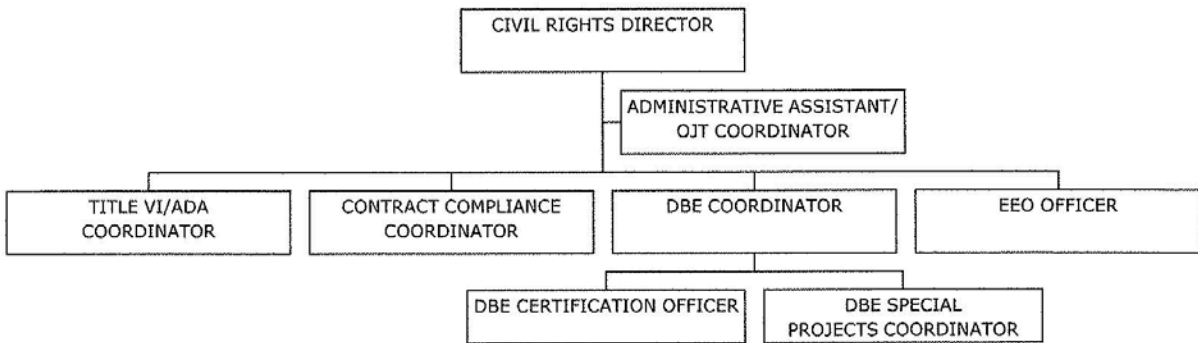 CIVIL RIGHTS DIRECTOR
ADMINISTRATIVE ASSISTANT/
OJT COORDINATOR
TITLE VI/ADA
COORDINATOR
CONTRACT COMPLIANCE
COORDINATOR
DBE COORDINATOR
EEO OFFICER
DBE CERTIFICATION OFFICER
DBE SPECIAL
PROJECTS COORDINATOR